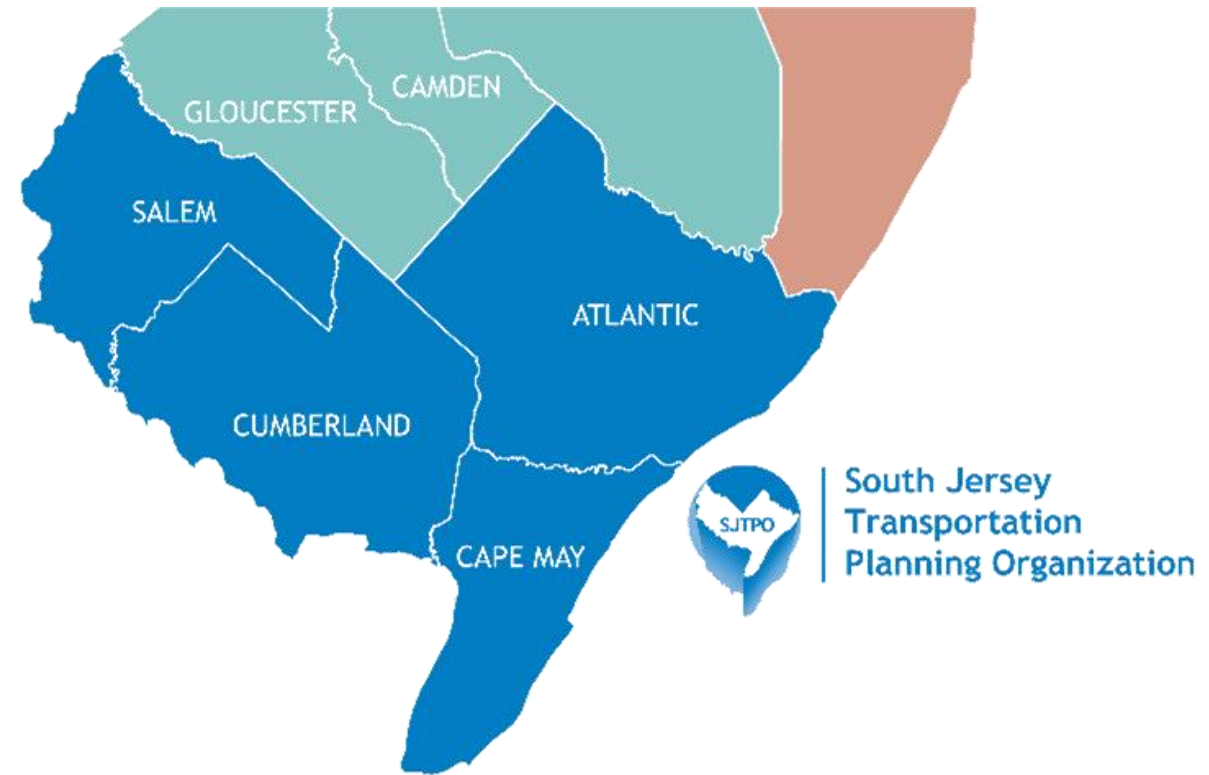 CAMDEN
GLOUCESTER
SALEM
ATLANTIC
CUMBERLAND
CAPE MAY
SJTPO
South Jersey
Transportation
Planning Organization